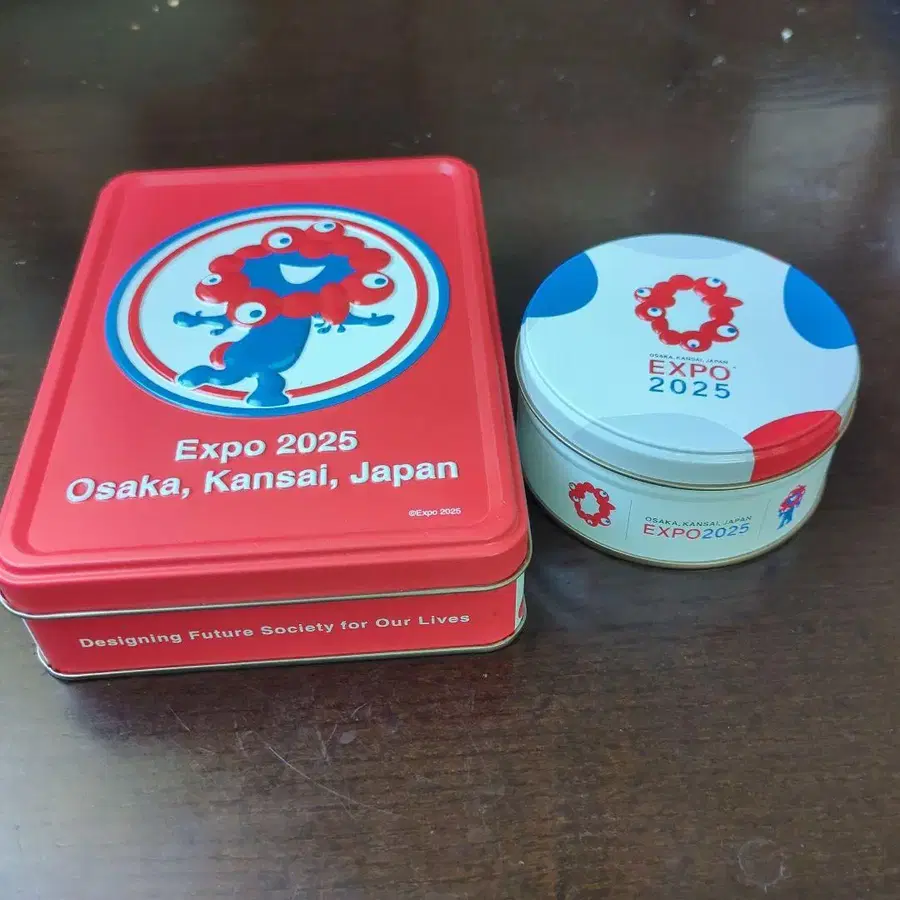 Expo 2025
Osaka, Kansai, Japan
©Expo 2025
Designing Future Society for Our Lives
OSAKA, KANSAI, JAPAN
EXPO
2025
OSAKA, KANSAI, JAPAN
EXPO2025